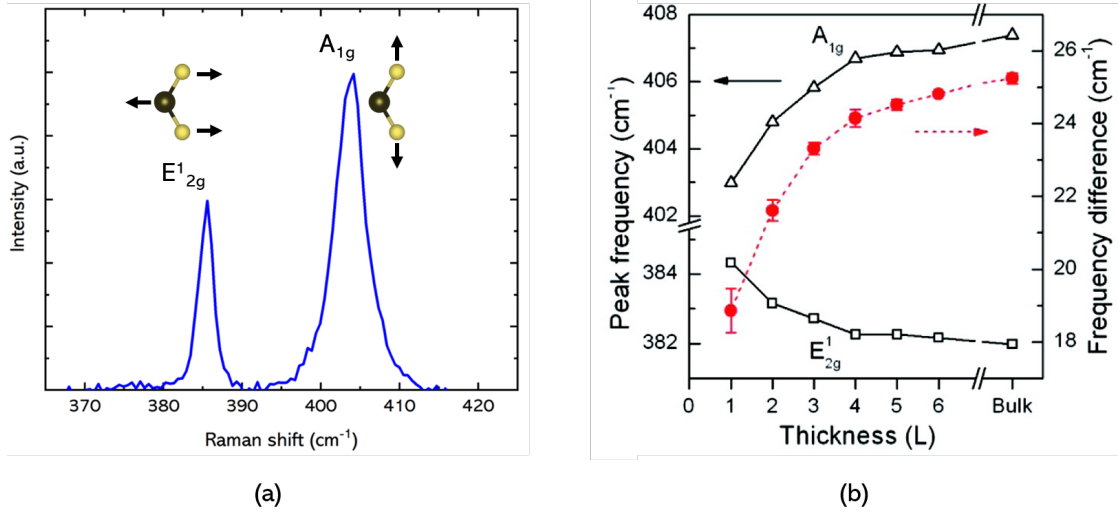 A1g
E12g
Intensity (a.u.)
370 380 390 400 410 420
Raman shift (cm-1)
(a)
408
406
404
402
384
382
Peak frequency (cm-1)
A1g
E12g
26
24
22
20
18
Frequency difference (cm-1)
0 1 2 3 4 5 6 Bulk
Thickness (L)
(b)